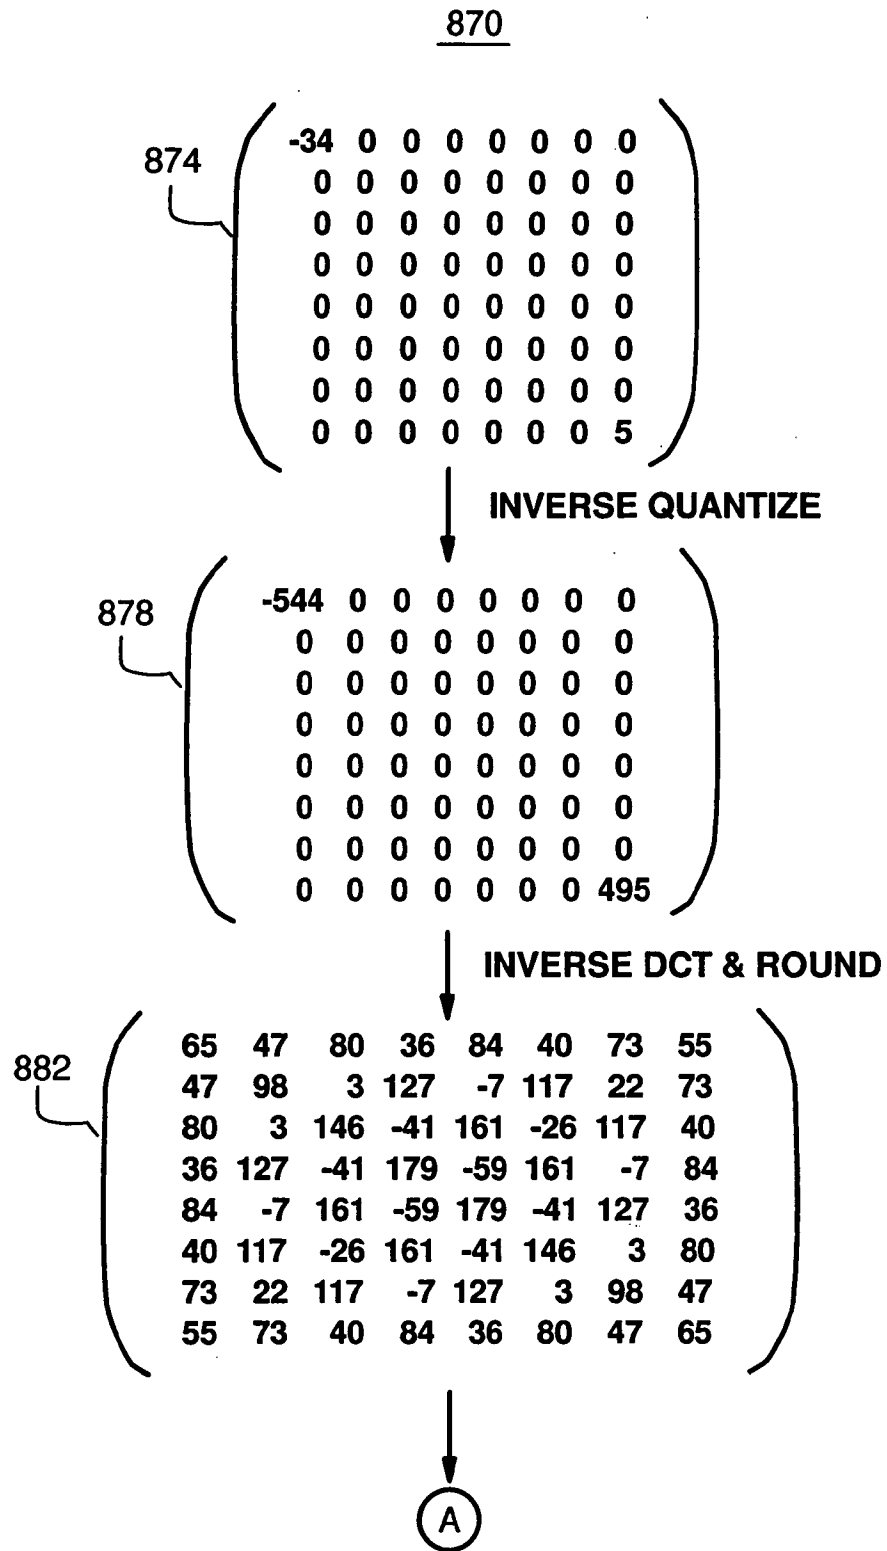 870
874
-34 0 0 0 0 0 0 0
0 0 0 0 0 0 0 0
0 0 0 0 0 0 0 0
0 0 0 0 0 0 0 0
0 0 0 0 0 0 0 0
0 0 0 0 0 0 0 0
0 0 0 0 0 0 0 0
0 0 0 0 0 0 0 5
INVERSE QUANTIZE
878
-544 0 0 0 0 0 0 0
0 0 0 0 0 0 0 0
0 0 0 0 0 0 0 0
0 0 0 0 0 0 0 0
0 0 0 0 0 0 0 0
0 0 0 0 0 0 0 0
0 0 0 0 0 0 0 0
0 0 0 0 0 0 0 495
INVERSE DCT & ROUND
882
65 47 80 36 84 40 73 55
47 98 3 127 -7 117 22 73
80 3 146 -41 161 -26 117 40
36 127 -41 179 -59 161 -7 84
84 -7 161 -59 179 -41 127 36
40 117 -26 161 -41 146 3 80
73 22 117 -7 127 3 98 47
55 73 40 84 36 80 47 65
A